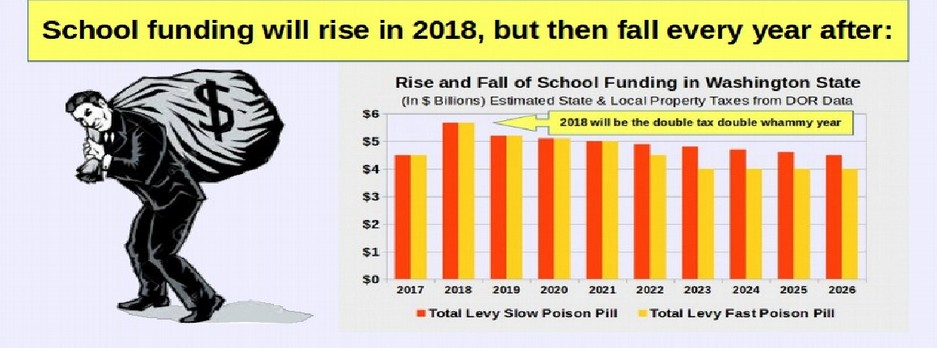 School funding will rise in 2018, but then fall every year after:
$
Rise and Fall of School Funding in Washington State
(In $ Billions) Estimated State & Local Property Taxes from DOR Data
2018 will be the double tax double whammy year
$6
$5
$4
$3
$2
$1
$0
2017 2018 2019 2020 2021 2022 2023 2024 2025 2026
Total Levy Slow Poison Pill Total Levy Fast Poison Pill